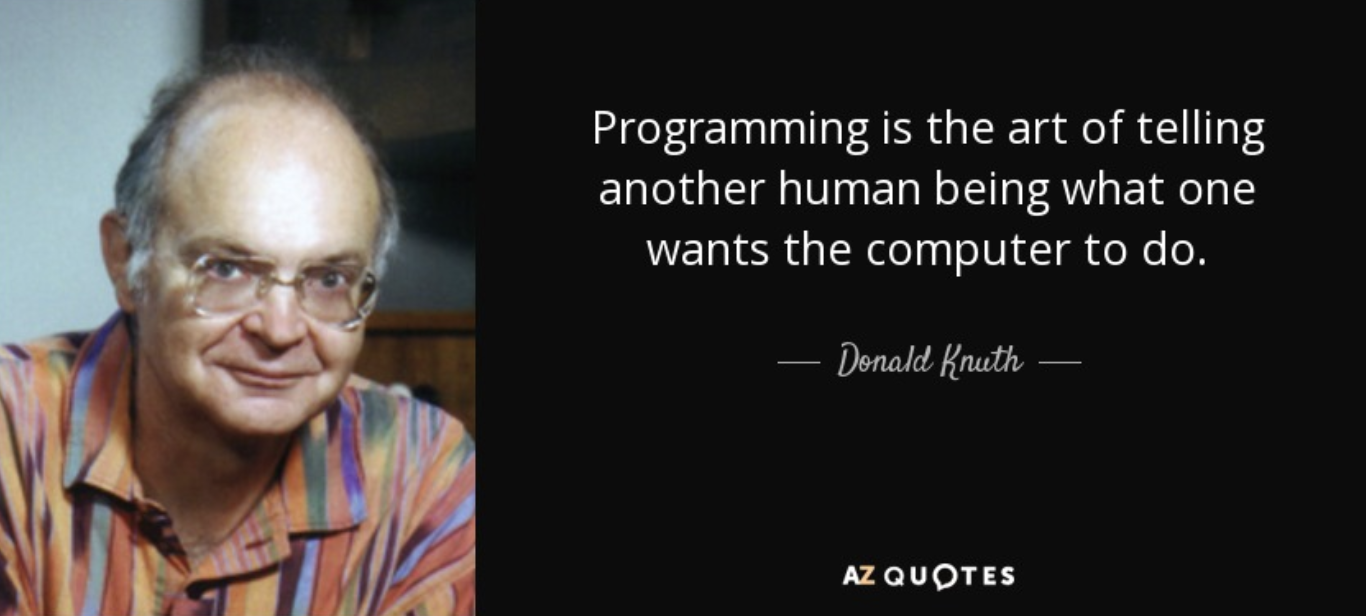 Programming is the art of telling
another human being what one
wants the computer to do.
Donald Knuth
AZ QUOTES